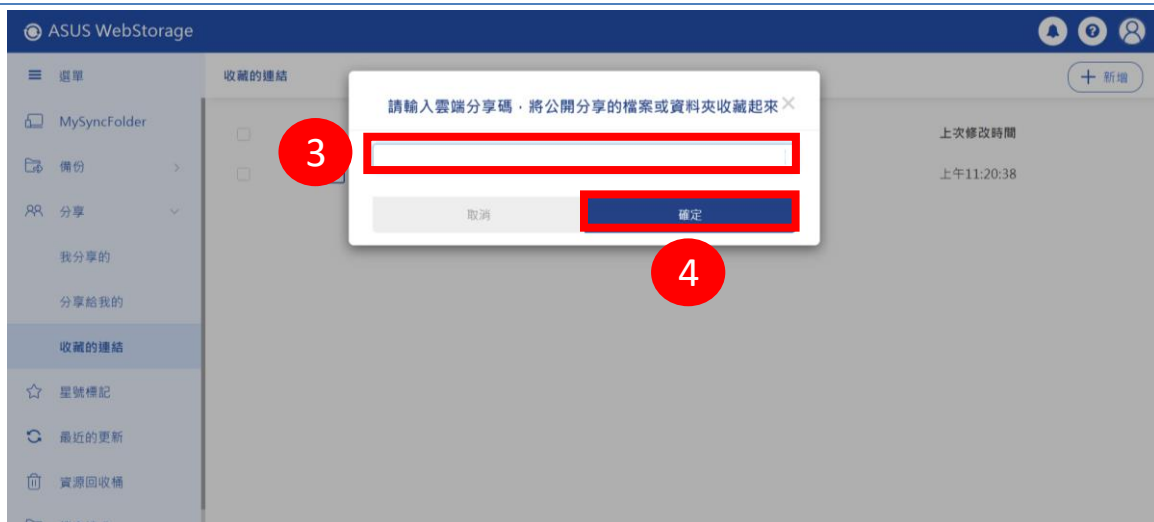 ASUS WebStorage
選單
收藏的連結
新增
請輸入雲端分享碼，將公開分享的檔案或資料夾收藏起來
MySyncFolder
上次修改時間
3
備份
上午11:20:38
分享
取消
確定
4
我分享的
分享給我的
收藏的連結
星號標記
最近的更新
資源回收桶